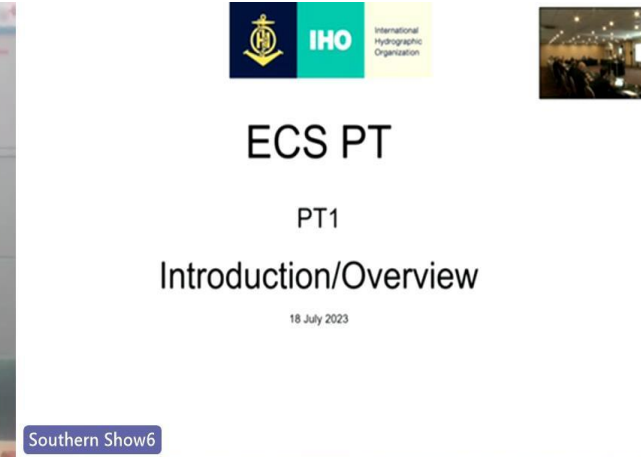 IHO
International
Hydrographic
Organization
ECS PT
PT1
Introduction/Overview
18 July 2023
Southern Show6